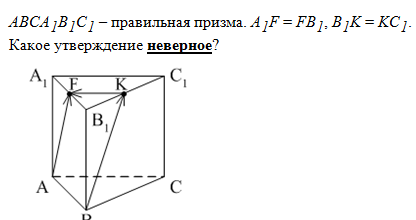 ABCA₁B₁C₁ – правильная призма. A₁F = FB₁, B₁K = KC₁.
Какое утверждение неверное?
A₁ F K C₁
B₁
A C
B